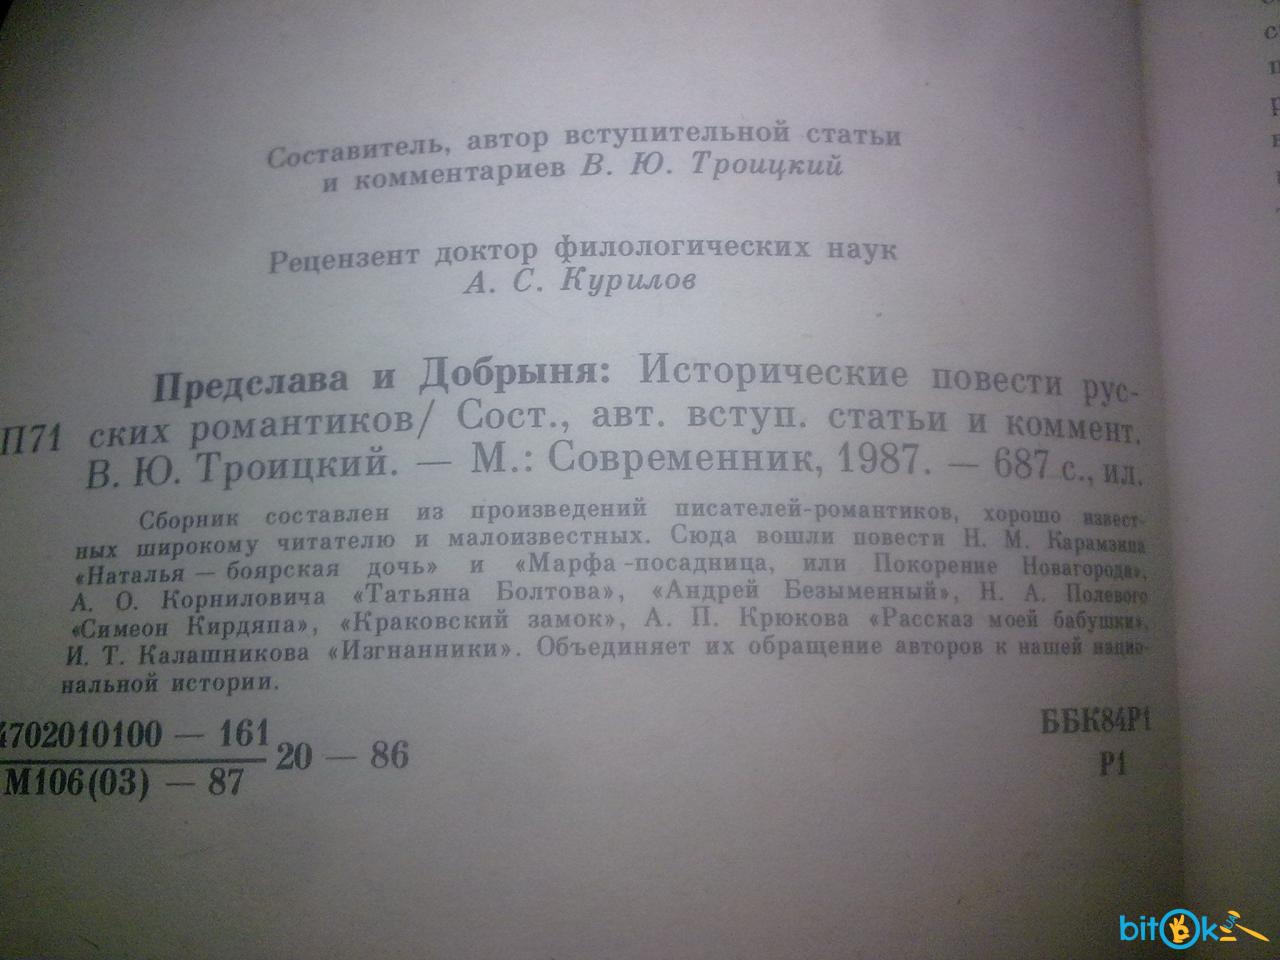 Составитель, автор вступительной статьи
и комментариев В. Ю. Троицкий
Рецензент доктор филологических наук
А. С. Курилов
Предслава и Добрыня: Исторические повести рус-
П71 ских романтиков/ Сост., авт. вступ. статьи и коммент.
В. Ю. Троицкий. — М.: Современник, 1987. — 687 с., ил.
Сборник составлен из произведений писателей-романтиков, хорошо извест-
ных широкому читателю и малоизвестных. Сюда вошли повести Н. М. Карамзина
«Наталья — боярская дочь» и «Марфа-посадница, или Покорение Новагорода»,
А. О. Корниловича «Татьяна Болтова», «Андрей Безыменный», Н. А. Полевого
«Симеон Кирдяпа», «Краковский замок», А. П. Крюкова «Рассказ моей бабушки»,
И. Т. Калашникова «Изгнанники». Объединяет их обращение авторов к нашей нацио-
нальной истории.
4702010100 — 161
М106(03) — 87
20 — 86
ББК84Р1
Р1
bitOk.UA